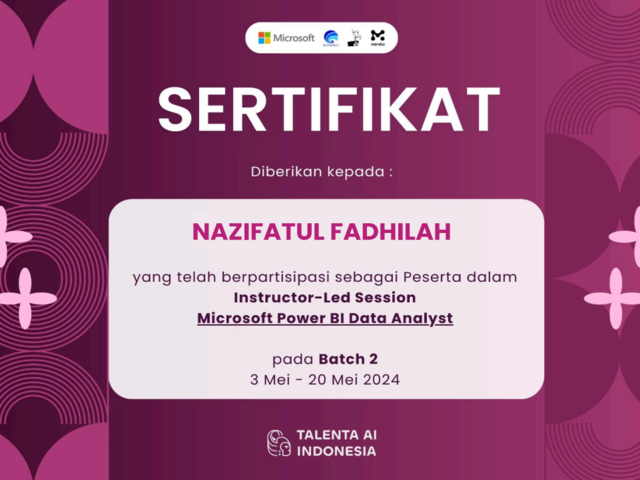 Microsoft
meraka
SERTIFIKAT
Diberikan kepada :
NAZIFATUL FADHILAH
yang telah berpartisipasi sebagai Peserta dalam
Instructor-Led Session
Microsoft Power BI Data Analyst
pada Batch 2
3 Mei - 20 Mei 2024
TALENTA AI
INDONESIA